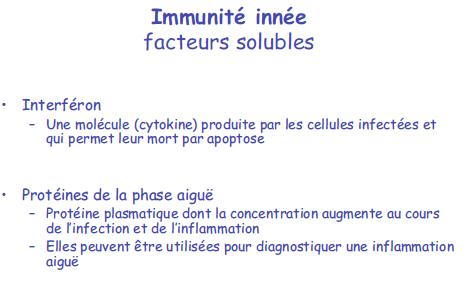 Immunité innée
facteurs solubles
• Interféron
– Une molécule (cytokine) produite par les cellules infectées et
qui permet leur mort par apoptose
• Protéines de la phase aiguë
– Protéine plasmatique dont la concentration augmente au cours
de l'infection et de l'inflammation
– Elles peuvent être utilisées pour diagnostiquer une inflammation
aiguë